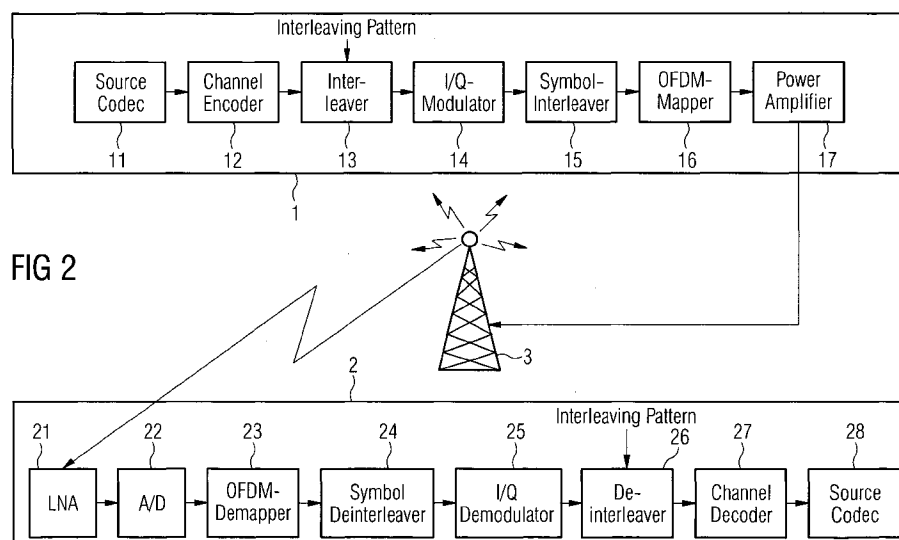 Interleaving Pattern
Source
Codec
Channel
Encoder
Inter-
leaver
I/Q-
Modulator
Symbol-
Interleaver
OFDM-
Mapper
Power
Amplifier
11
12
13
14
15
16
17
1
FIG 2
3
2
Interleaving Pattern
21
22
23
24
25
26
27
28
LNA
A/D
OFDM-
Demapper
Symbol
Deinterleaver
I/Q
Demodulator
De-
interleaver
Channel
Decoder
Source
Codec